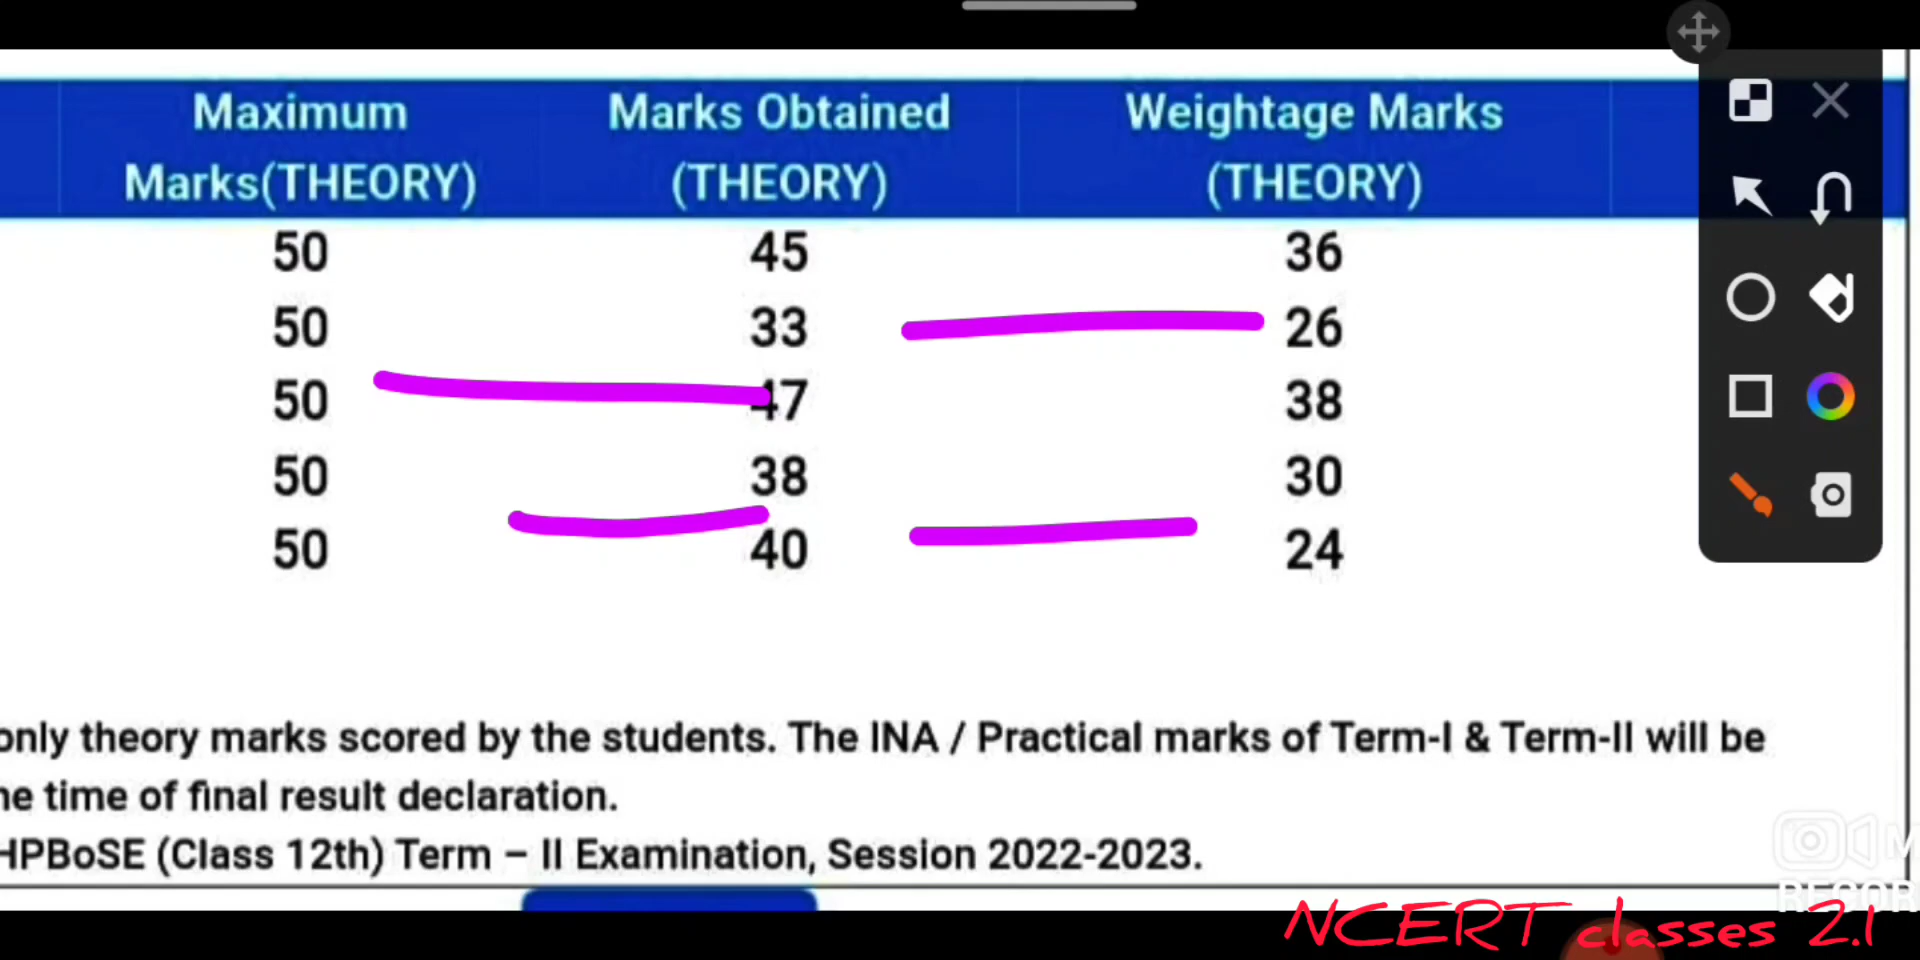 Maximum Marks Obtained Weightage Marks
Marks(THEORY) (THEORY) (THEORY)
50 45 36
50 33 26
50 47 38
50 38 30
50 40 24
only theory marks scored by the students. The INA / Practical marks of Term-I & Term-II will be
time of final result declaration.
HPBoSE (Class 12th) Term – II Examination, Session 2022-2023.
NCERT classes 2.1